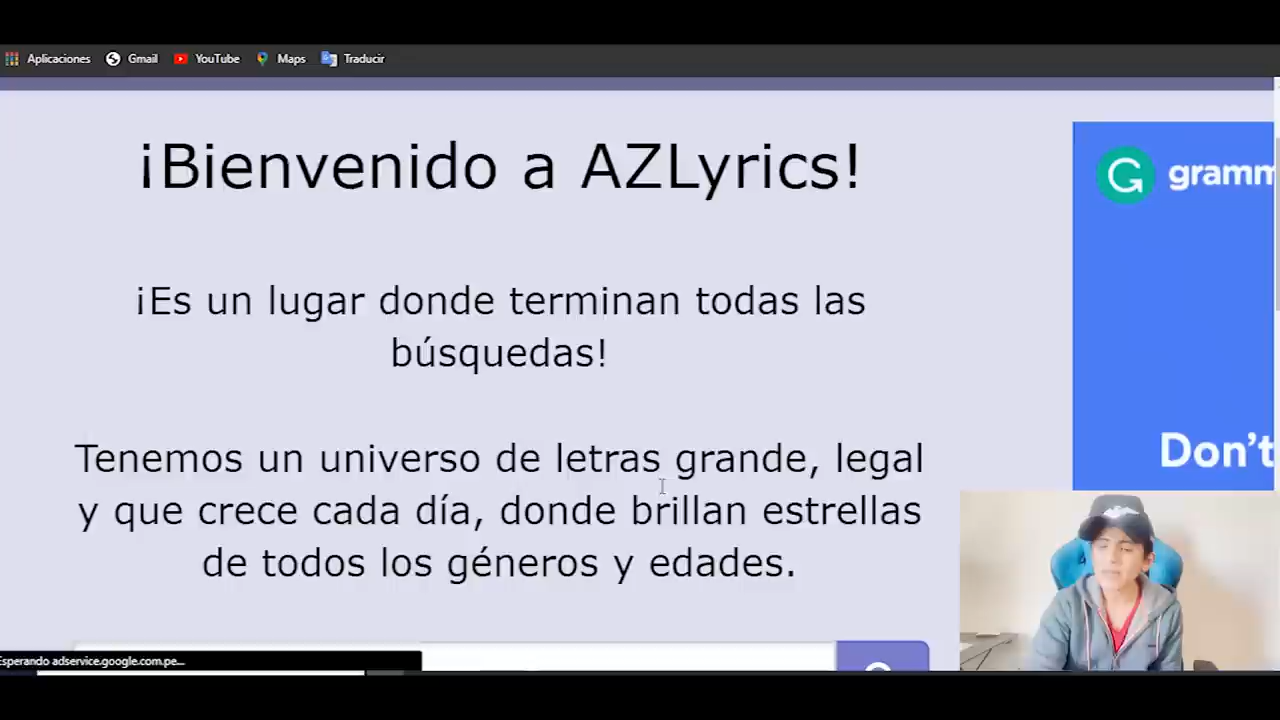 Aplicaciones Gmail YouTube Maps Traducir
¡Bienvenido a AZLyrics!
¡Es un lugar donde terminan todas las
búsquedas!
Tenemos un universo de letras grande, legal
y que crece cada día, donde brillan estrellas
de todos los géneros y edades.
gramm
Don't
Esperando adservice.google.com.pe...